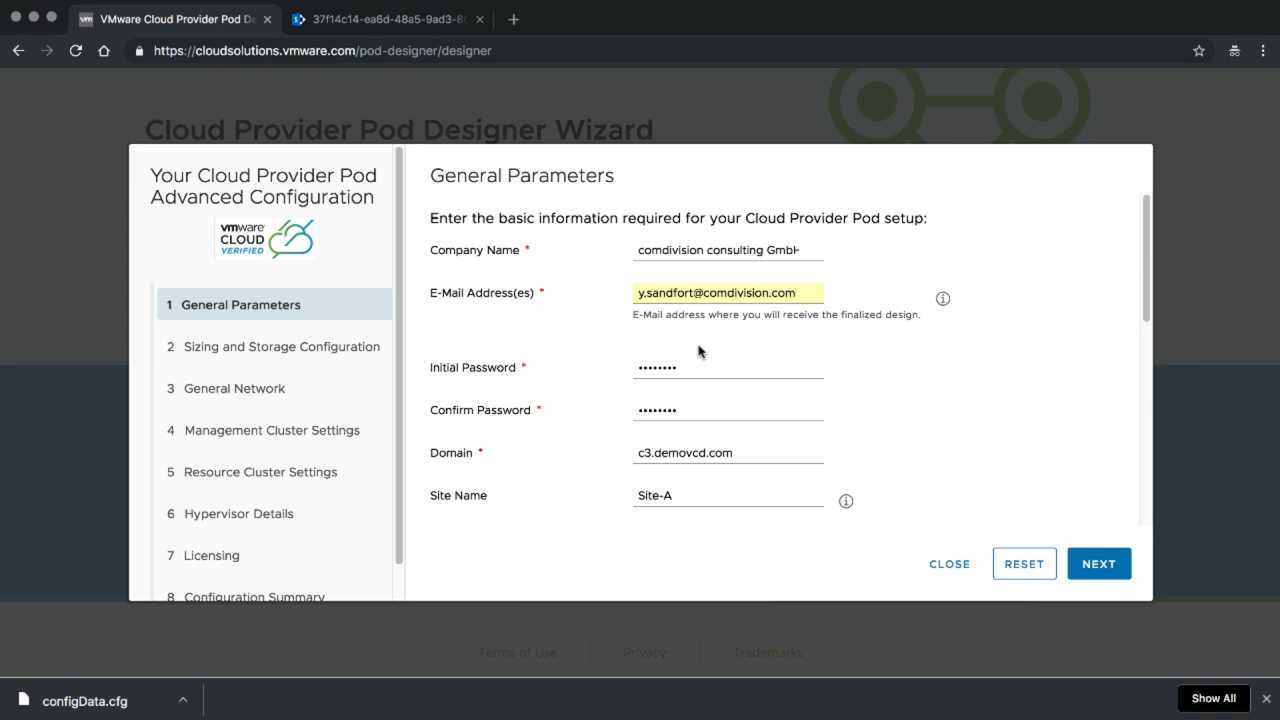 VMware Cloud Provider Pod De
37f14c14-ea6d-48a5-9ad3-8
https://cloudsolutions.vmware.com/pod-designer/designer
Cloud Provider Pod Designer Wizard
Your Cloud Provider Pod
Advanced Configuration
vmware
CLOUD
VERIFIED
1 General Parameters
2 Sizing and Storage Configuration
3 General Network
4 Management Cluster Settings
5 Resource Cluster Settings
6 Hypervisor Details
7 Licensing
8 Configuration Summary
General Parameters
Enter the basic information required for your Cloud Provider Pod setup:
Company Name * comdivision consulting GmbH
E-Mail Address(es) * y.sandfort@comdivision.com
E-Mail address where you will receive the finalized design.
Initial Password * ••••••••
Confirm Password * ••••••••
Domain * c3.demovcd.com
Site Name Site-A
CLOSE RESET NEXT
Terms of Use | Privacy | Trademarks
configData.cfg
Show All